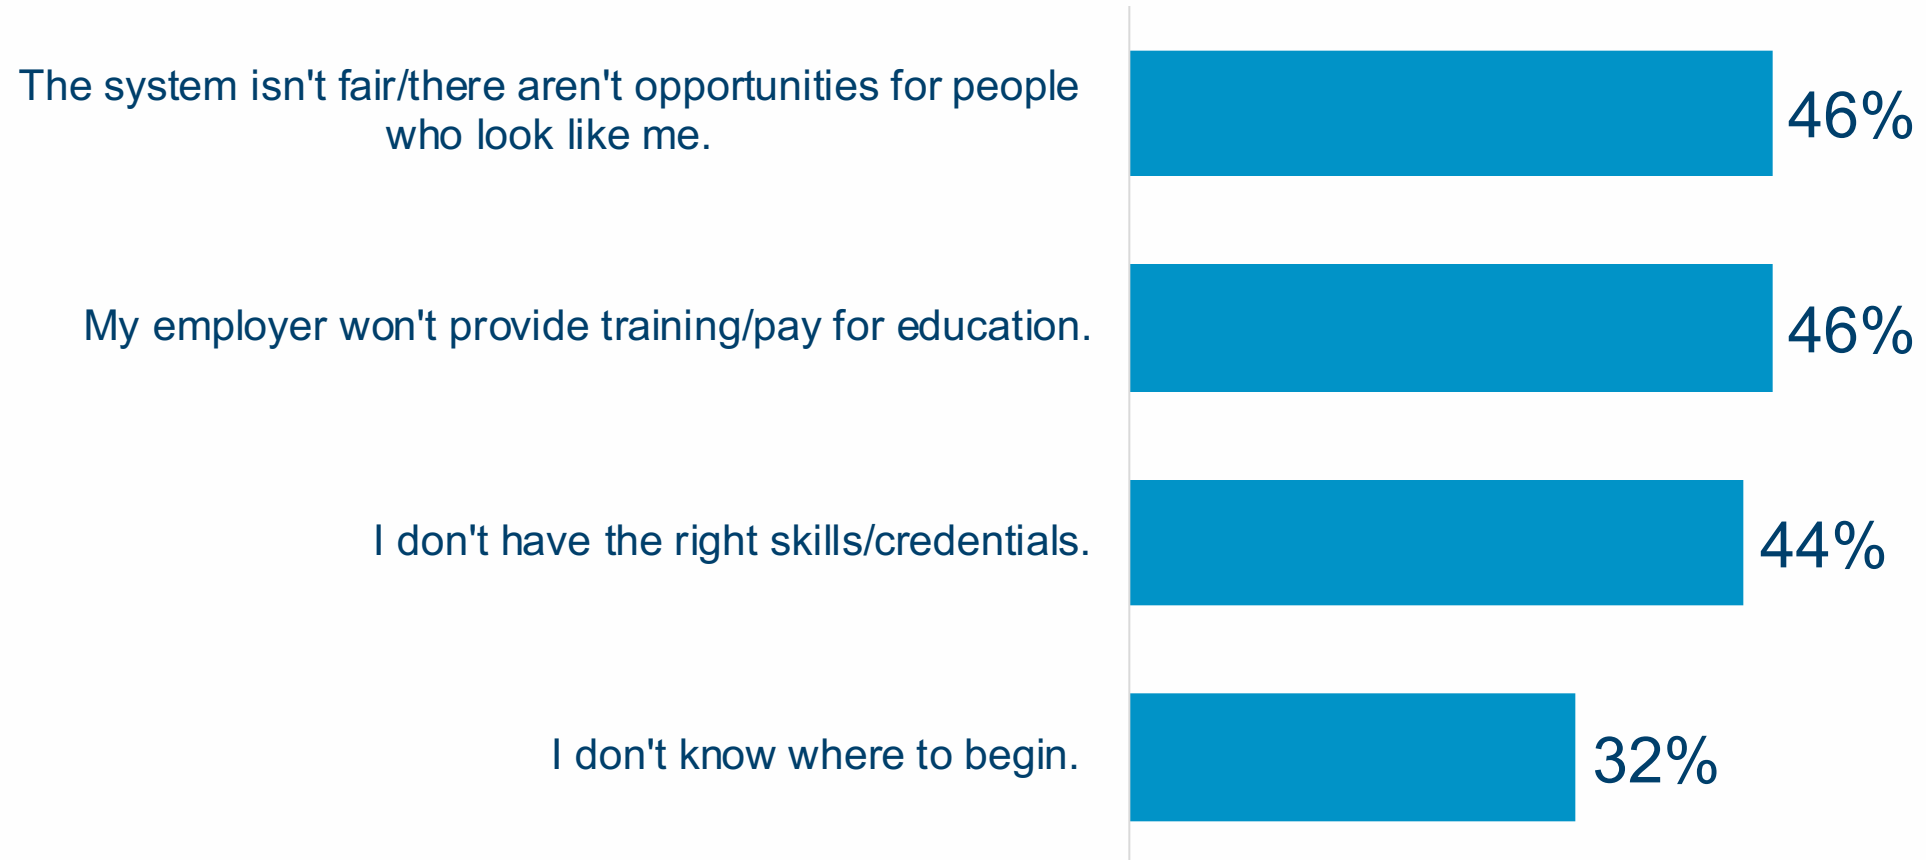 The system isn't fair/there aren't opportunities for people
who look like me.
46%
My employer won't provide training/pay for education.
46%
I don't have the right skills/credentials.
44%
I don't know where to begin.
32%